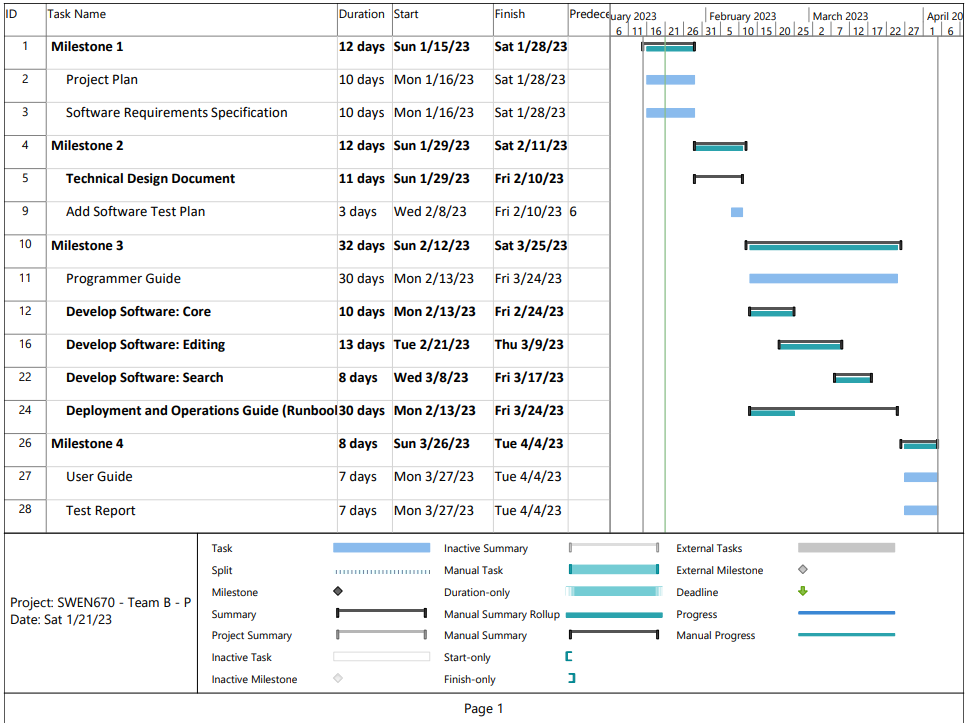 ID Task Name Duration Start Finish Predece uary 2023 February 2023 March 2023 April 20
6 11 16 21 26 31 5 10 15 20 25 2 7 12 17 22 27 1 6
1 Milestone 1 12 days Sun 1/15/23 Sat 1/28/23
2 Project Plan 10 days Mon 1/16/23 Sat 1/28/23
3 Software Requirements Specification 10 days Mon 1/16/23 Sat 1/28/23
4 Milestone 2 12 days Sun 1/29/23 Sat 2/11/23
5 Technical Design Document 11 days Sun 1/29/23 Fri 2/10/23
9 Add Software Test Plan 3 days Wed 2/8/23 Fri 2/10/23 6
10 Milestone 3 32 days Sun 2/12/23 Sat 3/25/23
11 Programmer Guide 30 days Mon 2/13/23 Fri 3/24/23
12 Develop Software: Core 10 days Mon 2/13/23 Fri 2/24/23
16 Develop Software: Editing 13 days Tue 2/21/23 Thu 3/9/23
22 Develop Software: Search 8 days Wed 3/8/23 Fri 3/17/23
24 Deployment and Operations Guide (Runbool 30 days Mon 2/13/23 Fri 3/24/23
26 Milestone 4 8 days Sun 3/26/23 Tue 4/4/23
27 User Guide 7 days Mon 3/27/23 Tue 4/4/23
28 Test Report 7 days Mon 3/27/23 Tue 4/4/23
Project: SWEN670 - Team B - P
Date: Sat 1/21/23
Task
Split
Milestone
Summary
Project Summary
Inactive Task
Inactive Milestone
Inactive Summary
Manual Task
Duration-only
Manual Summary Rollup
Manual Summary
Start-only
Finish-only
External Tasks
External Milestone
Deadline
Progress
Manual Progress
Page 1